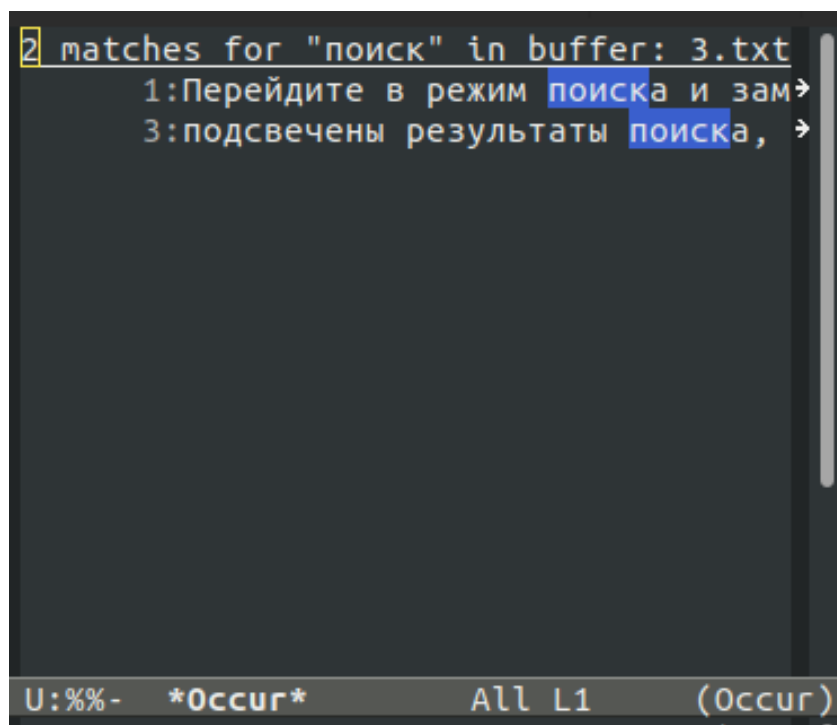 2 matches for "поиск" in buffer: 3.txt
1:Перейдите в режим поиска и зам
3:подсвечены результаты поиска,
U:%%- *Occur* All L1 (Occur)